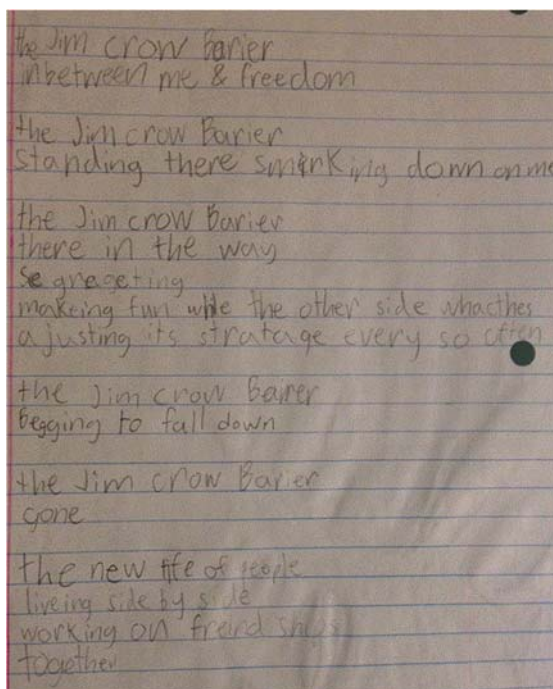 the Jim crow Barier
inbetween me & freedom
the Jim crow Barier
standing there smirking down on me
the Jim crow Barier
there in the way
Segregeting
makeing fun while the other side whacthes
ajusting its stratage every so often
the Jim crow Bairer
begging to fall down
the Jim crow Barier
gone
the new life of people
liveing side by side
working on freind ships
together